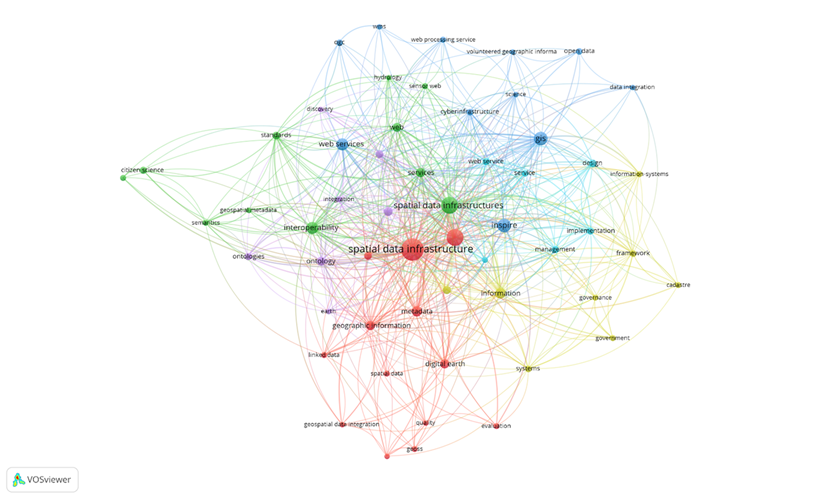 wms
ogc
web processing service
volunteered geographic informa
open data
hydrology
sensor web
data integration
science
discovery
cyberinfrastructure
web
standards
gis
web services
web service
design
citizen science
services
service
information-systems
integration
spatial data infrastructures
geospatial metadata
semantics
interoperability
inspire
implementation
spatial data infrastructure
management
framework
ontologies
ontology
cadastre
information
governance
earth
metadata
geographic information
government
linked data
digital earth
systems
spatial data
geospatial data integration
quality
evaluation
geoss
VOSviewer